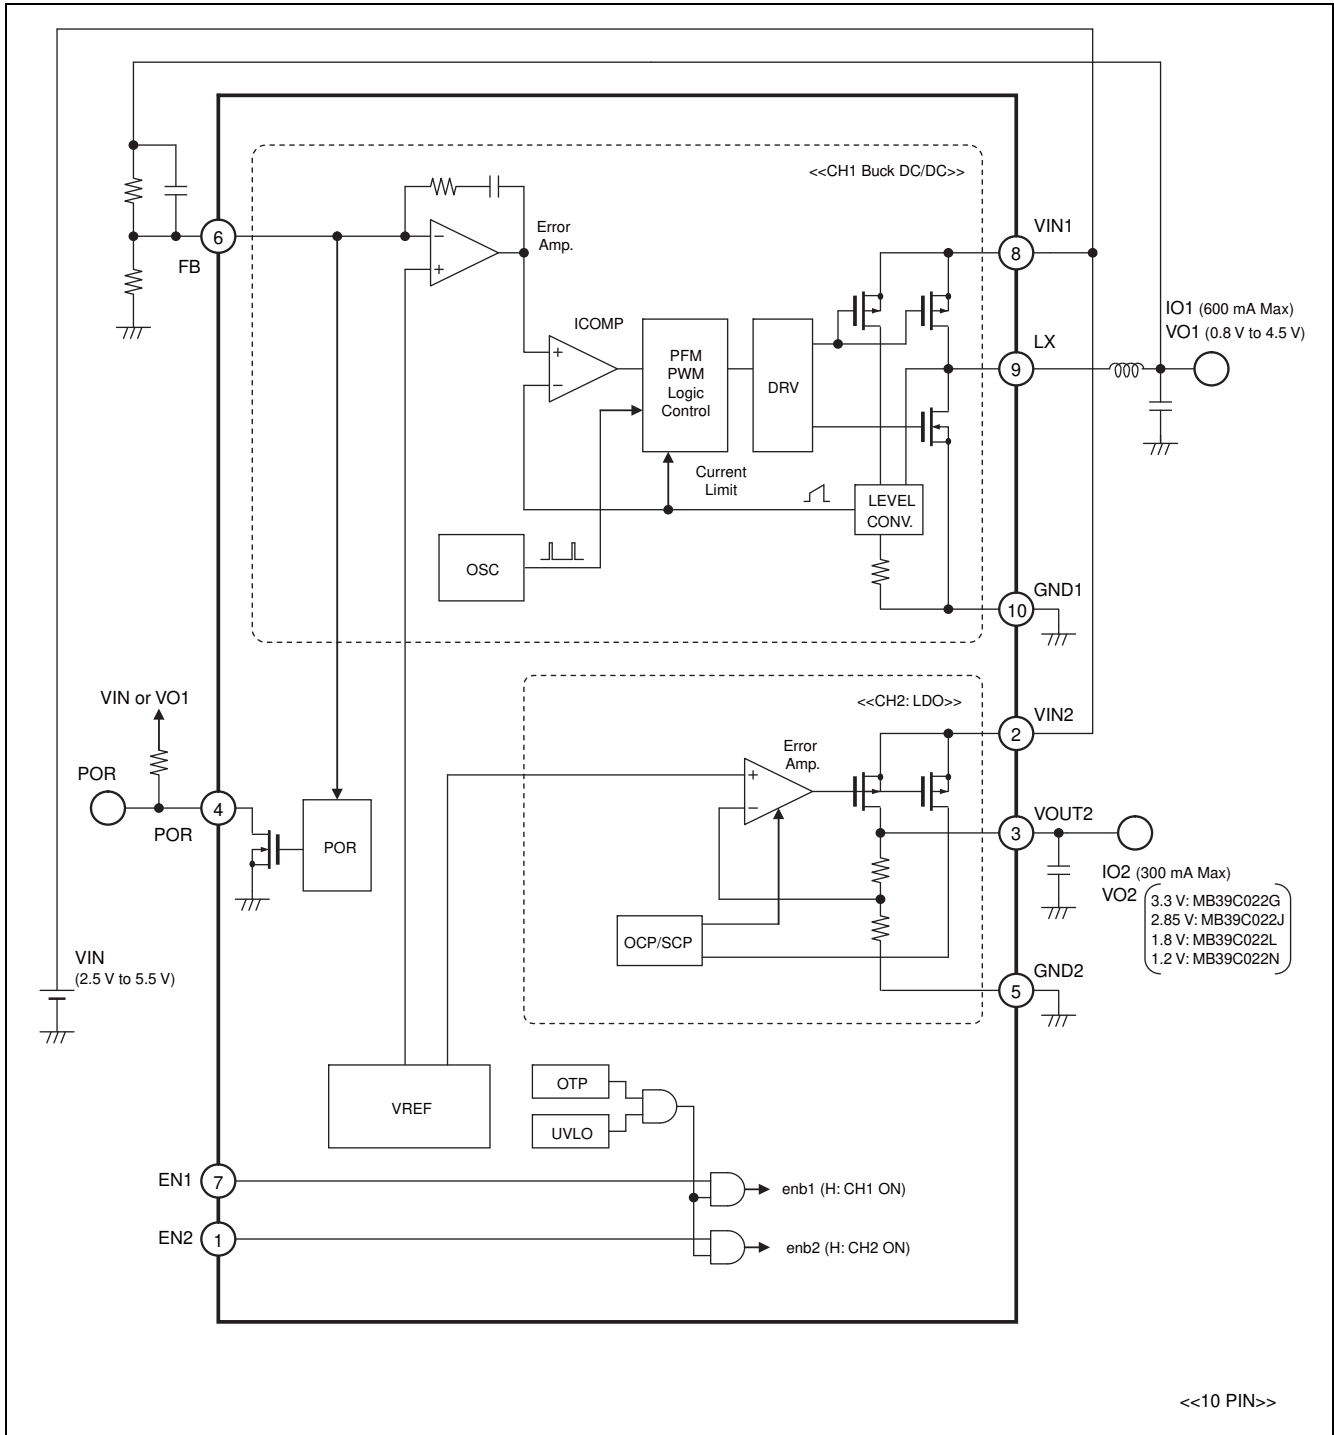 <<CH1 Buck DC/DC>>
Error
Amp.
−
+
6
FB
VIN1
8
ICOMP
+
−
PFM
PWM
Logic
Control
DRV
IO1 (600 mA Max)
VO1 (0.8 V to 4.5 V)
LX
9
Current
Limit
LEVEL
CONV.
OSC
GND1
10
<<CH2: LDO>>
VIN or VO1
VIN2
2
Error
Amp.
+
−
POR
4
POR
POR
VOUT2
3
IO2 (300 mA Max)
VO2
3.3 V: MB39C022G
2.85 V: MB39C022J
1.8 V: MB39C022L
1.2 V: MB39C022N
OCP/SCP
VIN
(2.5 V to 5.5 V)
GND2
5
VREF
OTP
UVLO
EN1
7
enb1 (H: CH1 ON)
EN2
1
enb2 (H: CH2 ON)
<<10 PIN>>